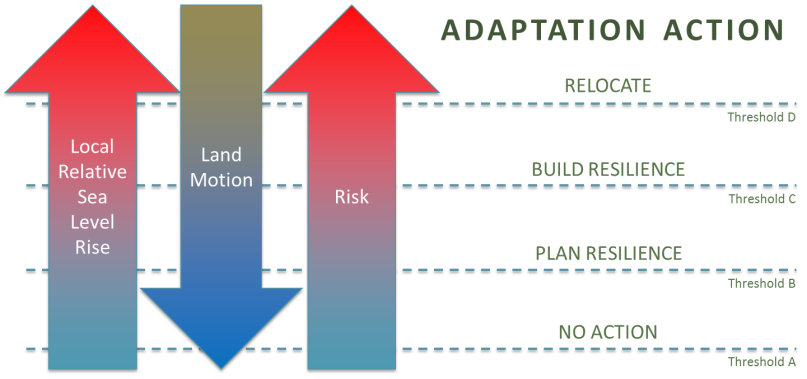 ADAPTATION ACTION
RELOCATE
Threshold D
Local
Relative
Sea
Level
Rise
Land
Motion
Risk
BUILD RESILIENCE
Threshold C
PLAN RESILIENCE
Threshold B
NO ACTION
Threshold A